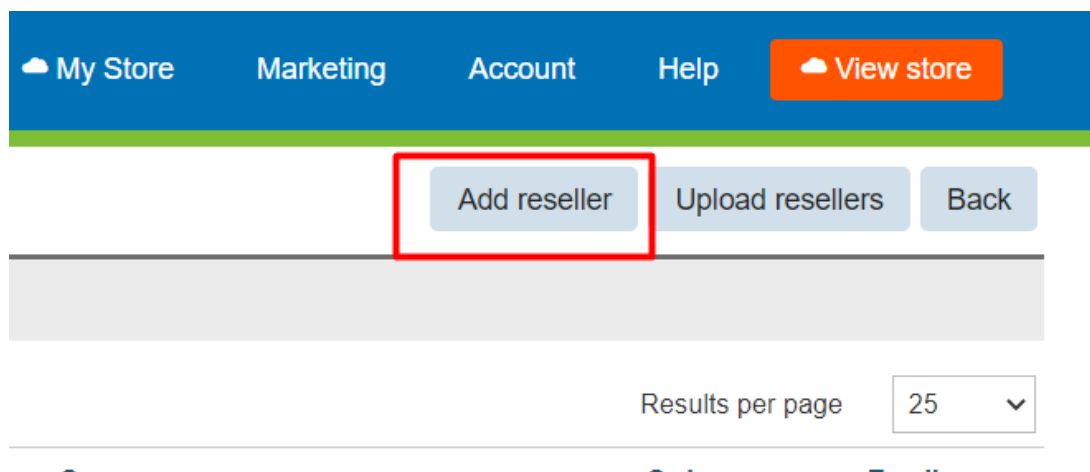 My Store Marketing Account Help View store
Add reseller Upload resellers Back
Results per page 25